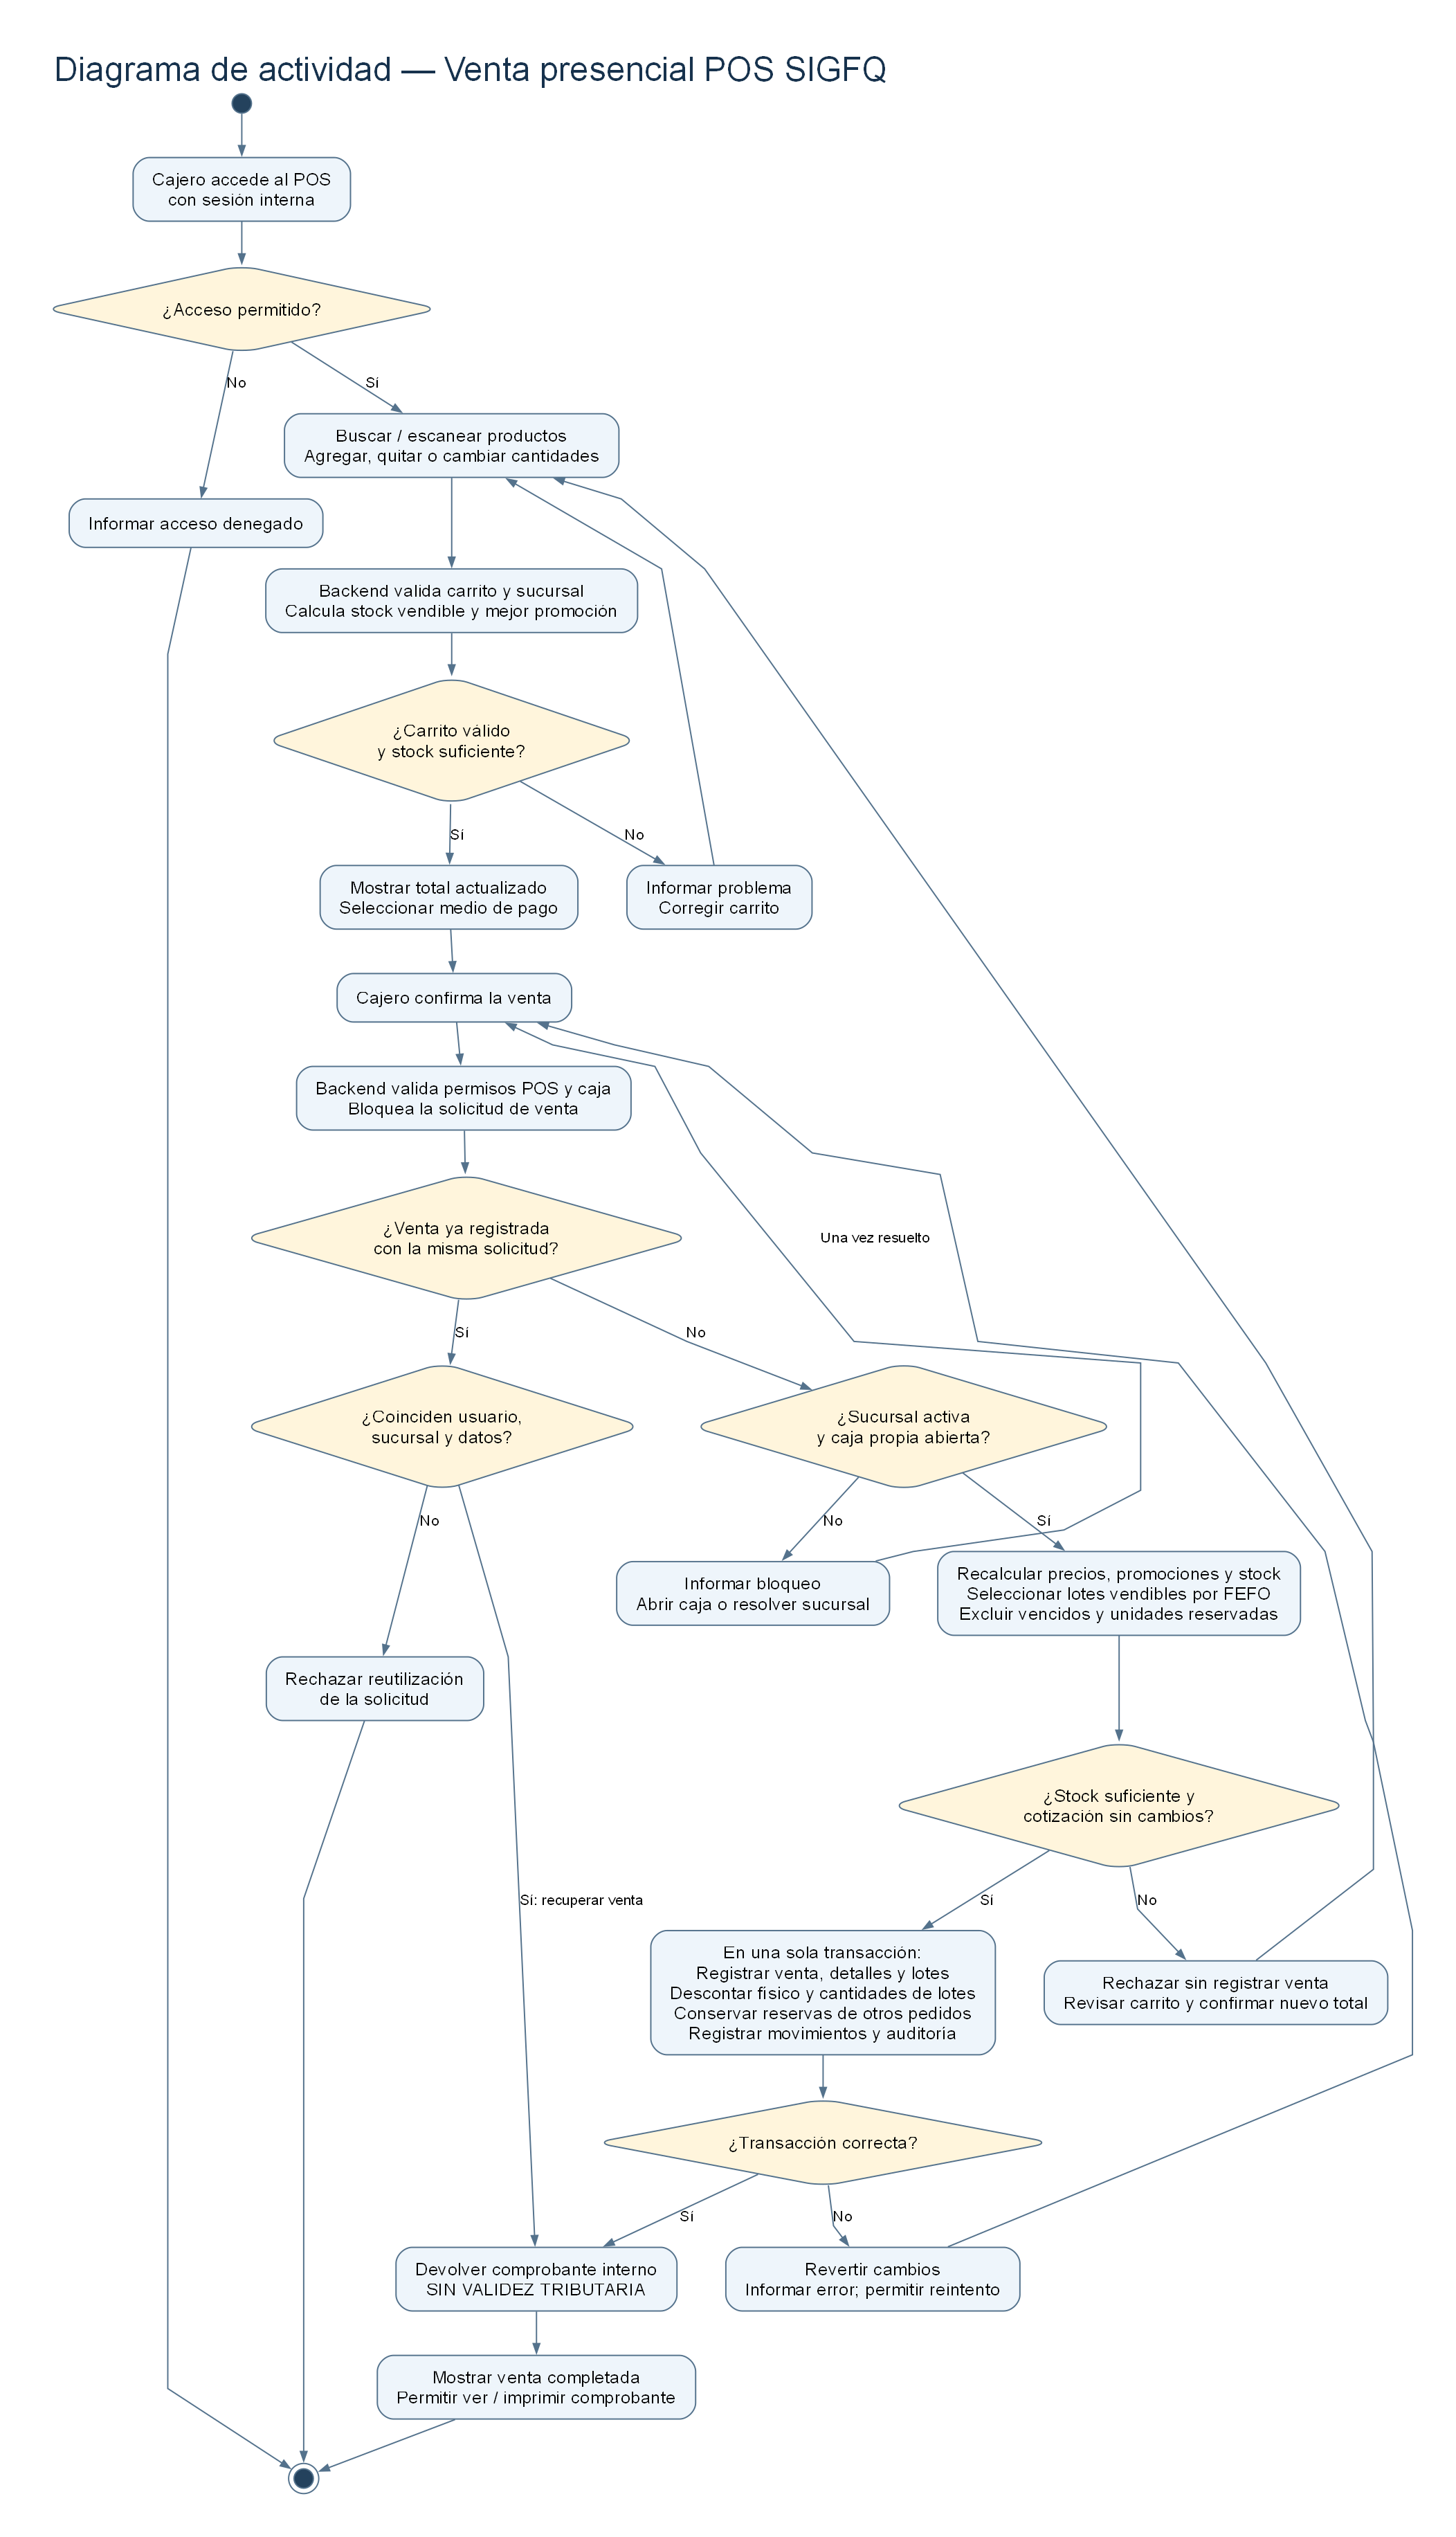 Diagrama de actividad — Venta presencial POS SIGFQ
Cajero accede al POS
con sesión interna
¿Acceso permitido?
No
Sí
Buscar / escanear productos
Agregar, quitar o cambiar cantidades
Informar acceso denegado
Backend valida carrito y sucursal
Calcula stock vendible y mejor promoción
¿Carrito válido
y stock suficiente?
Sí
No
Mostrar total actualizado
Seleccionar medio de pago
Informar problema
Corregir carrito
Cajero confirma la venta
Backend valida permisos POS y caja
Bloquea la solicitud de venta
¿Venta ya registrada
con la misma solicitud?
Una vez resuelto
Sí
No
¿Coinciden usuario,
sucursal y datos?
¿Sucursal activa
y caja propia abierta?
No
No
Sí
Informar bloqueo
Abrir caja o resolver sucursal
Recalcular precios, promociones y stock
Seleccionar lotes vendibles por FEFO
Excluir vencidos y unidades reservadas
Rechazar reutilización
de la solicitud
¿Stock suficiente y
cotización sin cambios?
Sí: recuperar venta
Sí
No
En una sola transacción:
Registrar venta, detalles y lotes
Descontar físico y cantidades de lotes
Conservar reservas de otros pedidos
Registrar movimientos y auditoría
Rechazar sin registrar venta
Revisar carrito y confirmar nuevo total
¿Transacción correcta?
Sí
No
Devolver comprobante interno
SIN VALIDEZ TRIBUTARIA
Revertir cambios
Informar error; permitir reintento
Mostrar venta completada
Permitir ver / imprimir comprobante